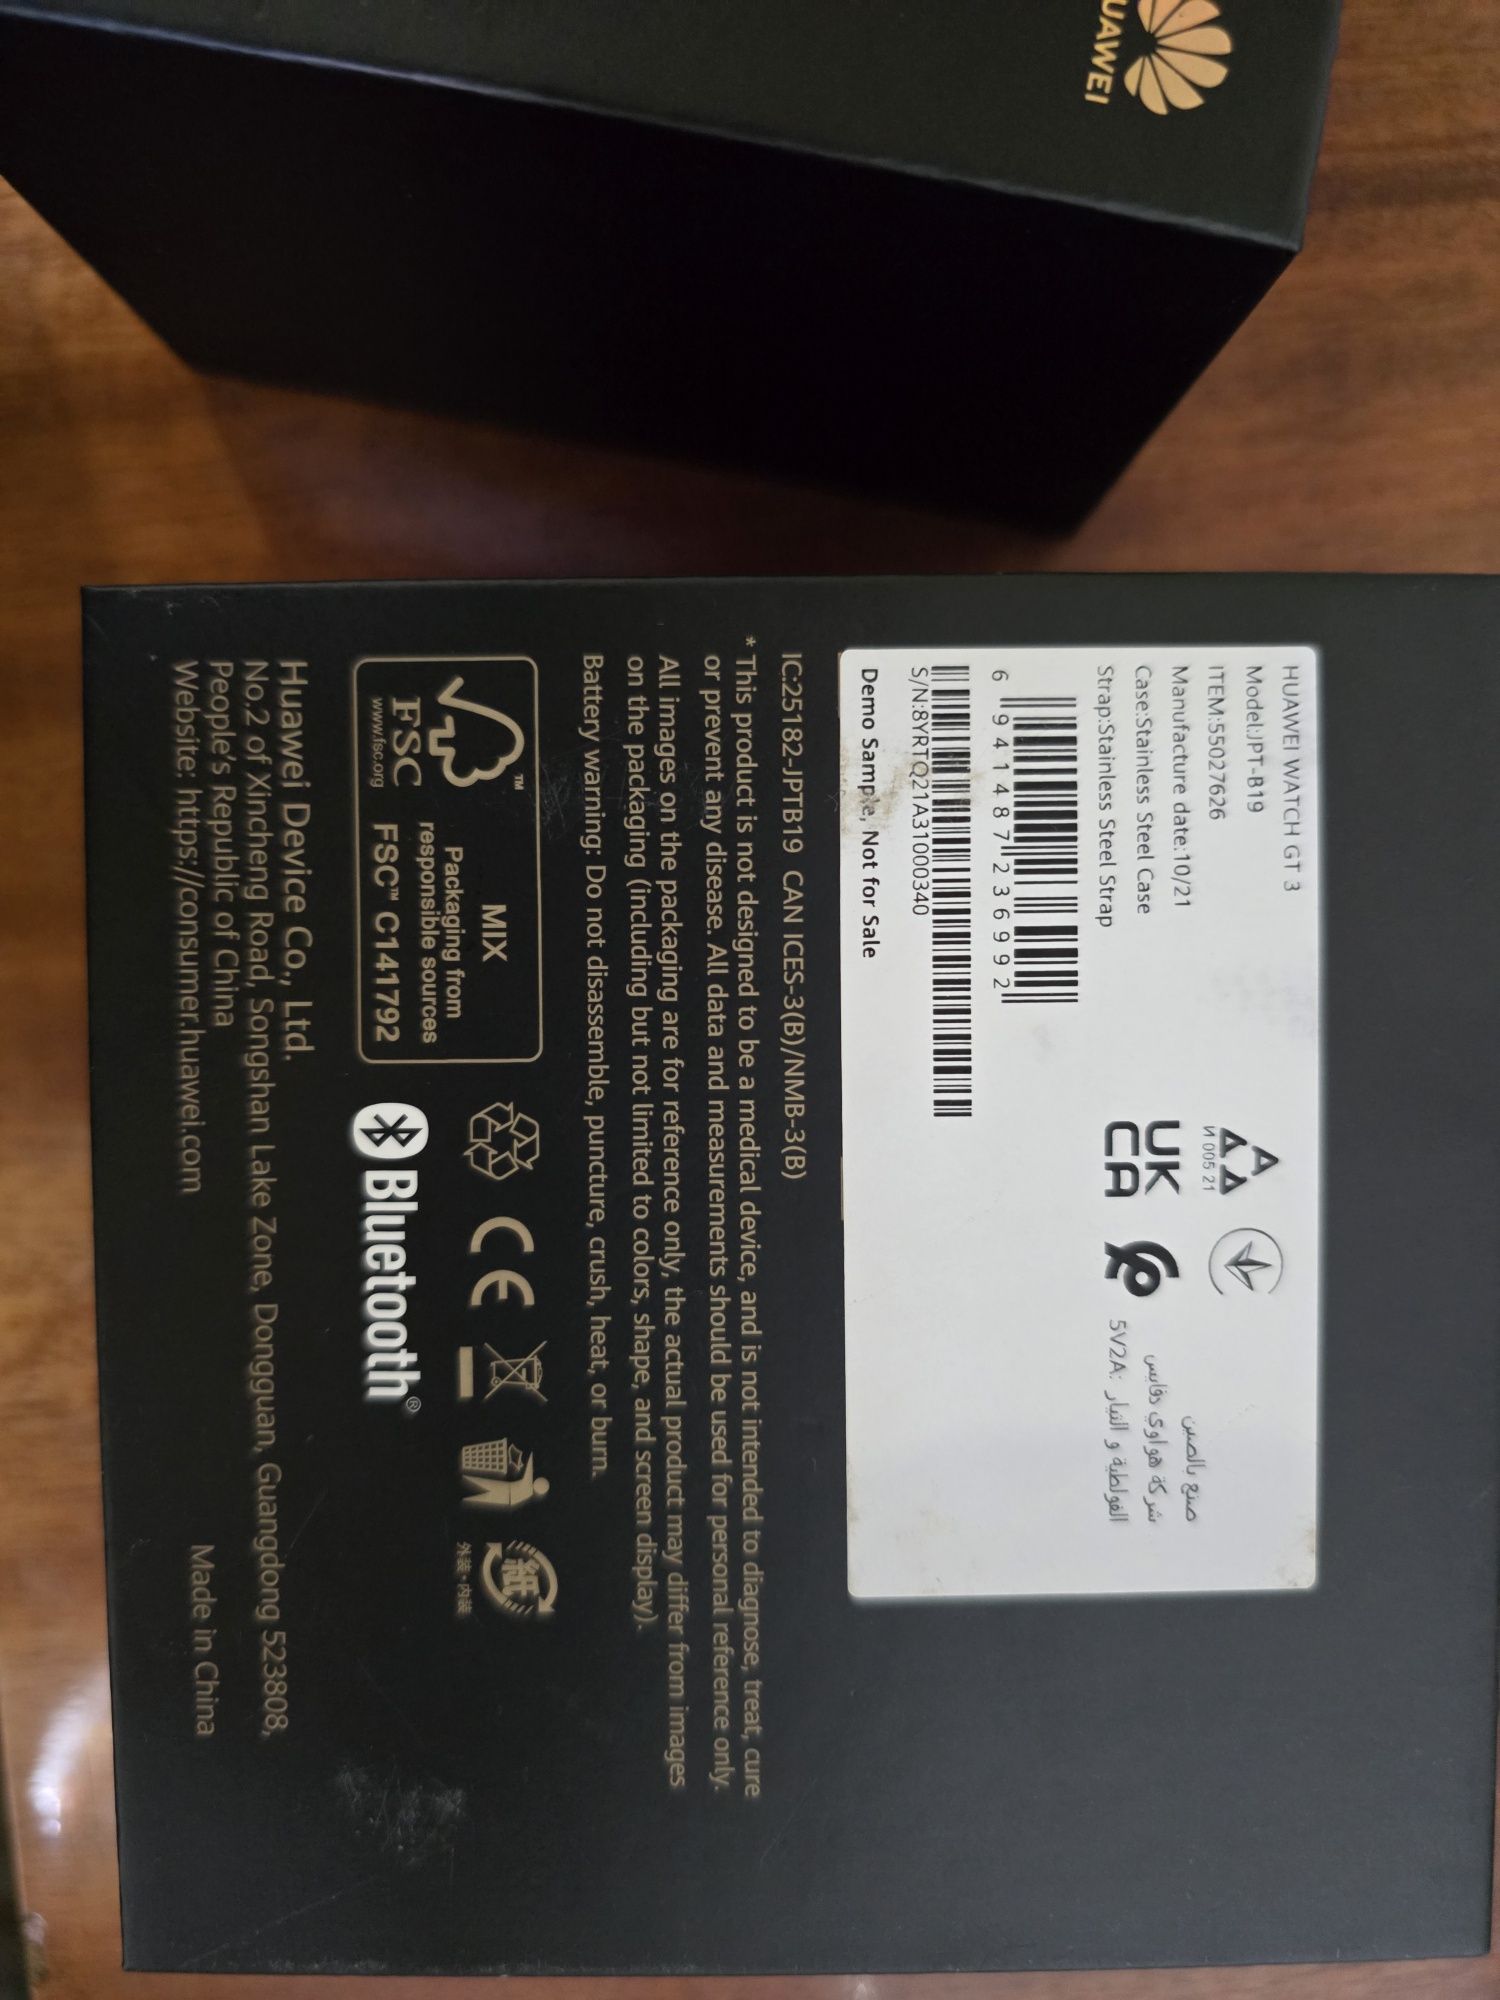 HUAWEI
HUAWEI WATCH GT 3
Model:JPT-B19
ITEM:55027626
Manufacture date:10/21
Case:Stainless Steel Case
Strap:Stainless Steel Strap
6 941487 236992
S/N:8YRTQ21A31000340
Demo Sample, Not for Sale
A
И 005 21
UK
CA
صنع بالصين
شركة هواوي دفايس
الفولطية و التيار :5V2A
IC:25182-JPTB19 CAN ICES-3(B)/NMB-3(B)
* This product is not designed to be a medical device, and is not intended to diagnose, treat, cure
or prevent any disease. All data and measurements should be used for personal reference only.
All images on the packaging are for reference only, the actual product may differ from images
on the packaging (including but not limited to colors, shape, and screen display).
Battery warning: Do not disassemble, puncture, crush, heat, or burn.
FSC
www.fsc.org
MIX
Packaging from
responsible sources
FSC™ C141792
CE
紙
外装・内装
Bluetooth®
Huawei Device Co., Ltd.
No.2 of Xincheng Road, Songshan Lake Zone, Dongguan, Guangdong 523808,
People's Republic of China
Website: https://consumer.huawei.com
Made in China